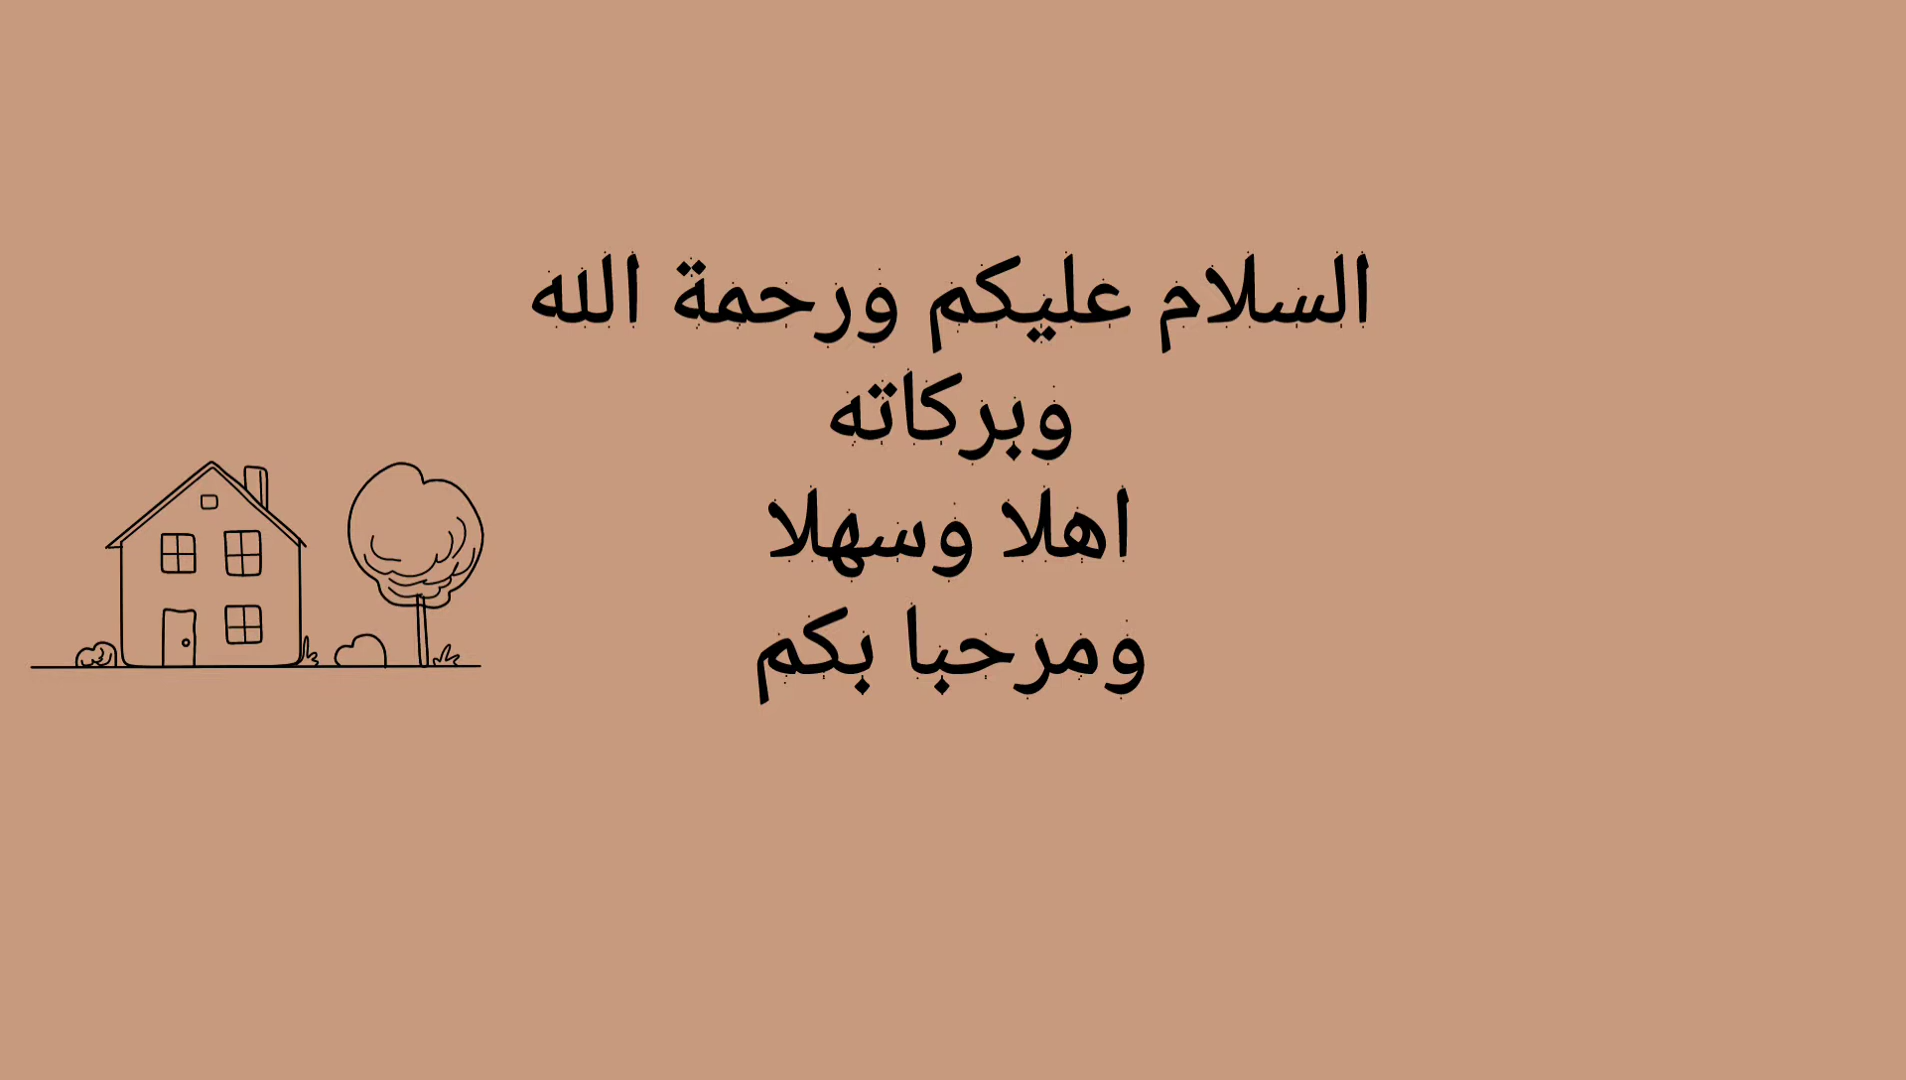 السلام عليكم ورحمة الله
وبركاته
اهلا وسهلا
ومرحبا بكم